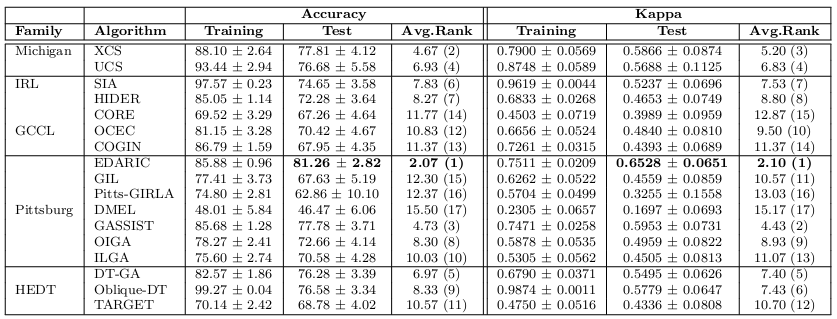 Accuracy Kappa
Family Algorithm Training Test Avg.Rank Training Test Avg.Rank
Michigan XCS 88.10 ± 2.64 77.81 ± 4.12 4.67 (2) 0.7900 ± 0.0569 0.5866 ± 0.0874 5.20 (3)
UCS 93.44 ± 2.94 76.68 ± 5.58 6.93 (4) 0.8748 ± 0.0589 0.5688 ± 0.1125 6.83 (4)
IRL SIA 97.57 ± 0.23 74.65 ± 3.58 7.83 (6) 0.9619 ± 0.0044 0.5237 ± 0.0696 7.53 (7)
HIDER 85.05 ± 1.14 72.28 ± 3.64 8.27 (7) 0.6833 ± 0.0268 0.4653 ± 0.0749 8.80 (8)
CORE 69.52 ± 3.29 67.26 ± 4.64 11.77 (14) 0.4503 ± 0.0719 0.3989 ± 0.0959 12.87 (15)
GCCL OCEC 81.15 ± 3.28 70.42 ± 4.67 10.83 (12) 0.6656 ± 0.0524 0.4840 ± 0.0810 9.50 (10)
COGIN 86.79 ± 1.59 67.95 ± 4.35 11.37 (13) 0.7261 ± 0.0315 0.4393 ± 0.0689 11.37 (14)
EDARIC 85.88 ± 0.96 81.26 ± 2.82 2.07 (1) 0.7511 ± 0.0209 0.6528 ± 0.0651 2.10 (1)
GIL 77.41 ± 3.73 67.63 ± 5.19 12.30 (15) 0.6262 ± 0.0522 0.4559 ± 0.0859 10.57 (11)
Pitts-GIRLA 74.80 ± 2.81 62.86 ± 10.10 12.37 (16) 0.5704 ± 0.0499 0.3255 ± 0.1558 13.03 (16)
Pittsburg DMEL 48.01 ± 5.84 46.47 ± 6.06 15.50 (17) 0.2305 ± 0.0657 0.1697 ± 0.0693 15.17 (17)
GASSIST 85.68 ± 1.28 77.78 ± 3.71 4.73 (3) 0.7471 ± 0.0258 0.5953 ± 0.0731 4.43 (2)
OIGA 78.27 ± 2.41 72.66 ± 4.14 8.30 (8) 0.5878 ± 0.0535 0.4959 ± 0.0822 8.93 (9)
ILGA 75.60 ± 2.74 70.58 ± 4.28 10.03 (10) 0.5305 ± 0.0562 0.4505 ± 0.0813 11.07 (13)
DT-GA 82.57 ± 1.86 76.28 ± 3.39 6.97 (5) 0.6790 ± 0.0371 0.5495 ± 0.0626 7.40 (5)
HEDT Oblique-DT 99.27 ± 0.04 76.58 ± 3.34 8.33 (9) 0.9874 ± 0.0011 0.5779 ± 0.0647 7.43 (6)
TARGET 70.14 ± 2.42 68.78 ± 4.02 10.57 (11) 0.4750 ± 0.0516 0.4336 ± 0.0808 10.70 (12)